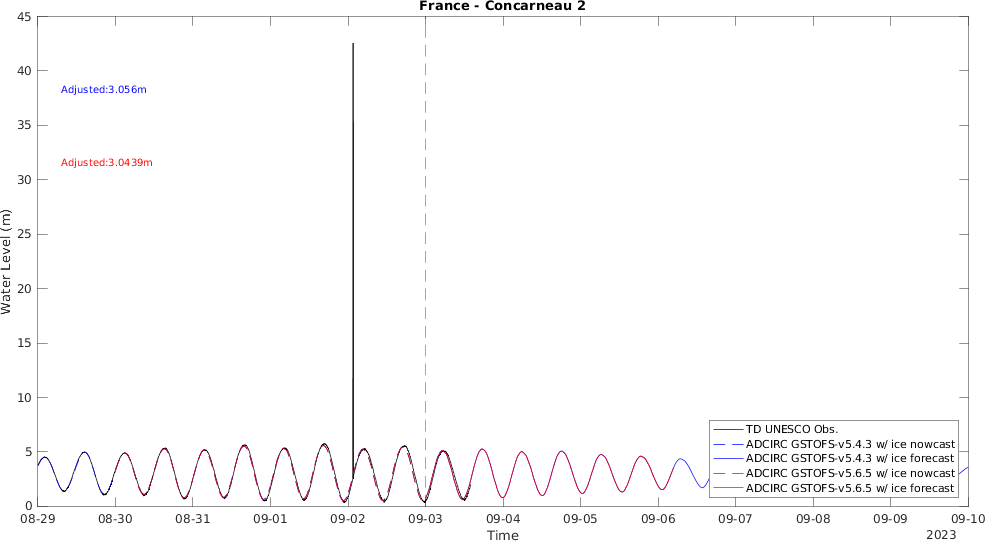 France - Concarneau 2
45
40
35
30
25
20
15
10
5
0
Water Level (m)
Adjusted:3.056m
Adjusted:3.0439m
TD UNESCO Obs.
ADCIRC GSTOFS-v5.4.3 w/ ice nowcast
ADCIRC GSTOFS-v5.4.3 w/ ice forecast
ADCIRC GSTOFS-v5.6.5 w/ ice nowcast
ADCIRC GSTOFS-v5.6.5 w/ ice forecast
08-29 08-30 08-31 09-01 09-02 09-03 09-04 09-05 09-06 09-07 09-08 09-09 09-10
Time
2023